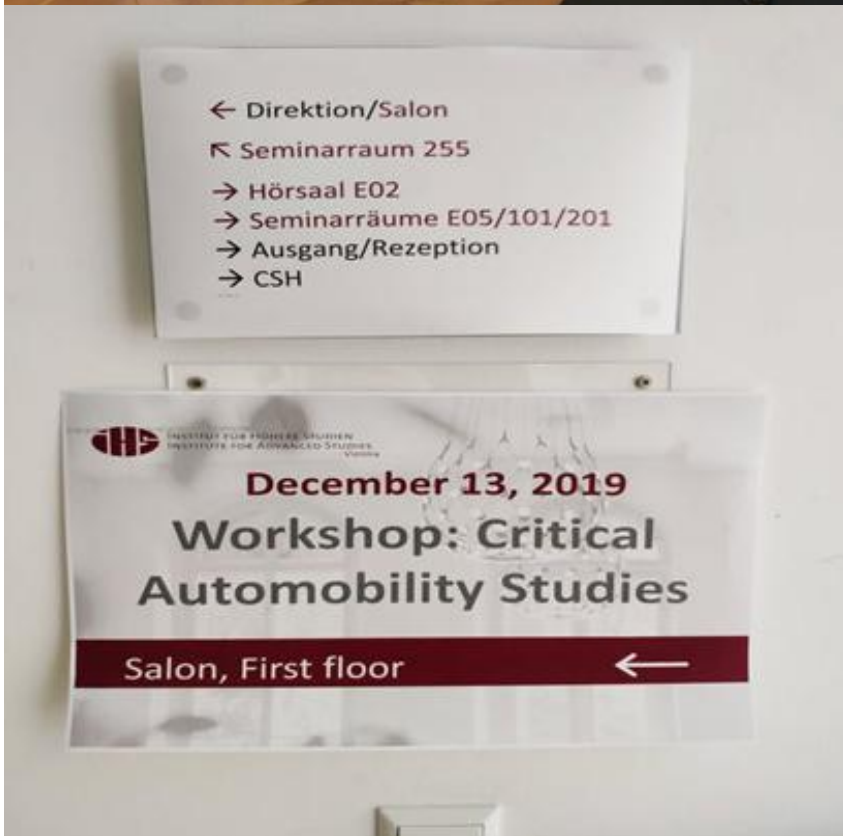 ← Direktion/Salon
↖ Seminarraum 255
→ Hörsaal E02
→ Seminarräume E05/101/201
→ Ausgang/Rezeption
→ CSH
IHS
INSTITUT FÜR HÖHERE STUDIEN
INSTITUTE FOR ADVANCED STUDIES
Vienna
December 13, 2019
Workshop: Critical
Automobility Studies
Salon, First floor ←